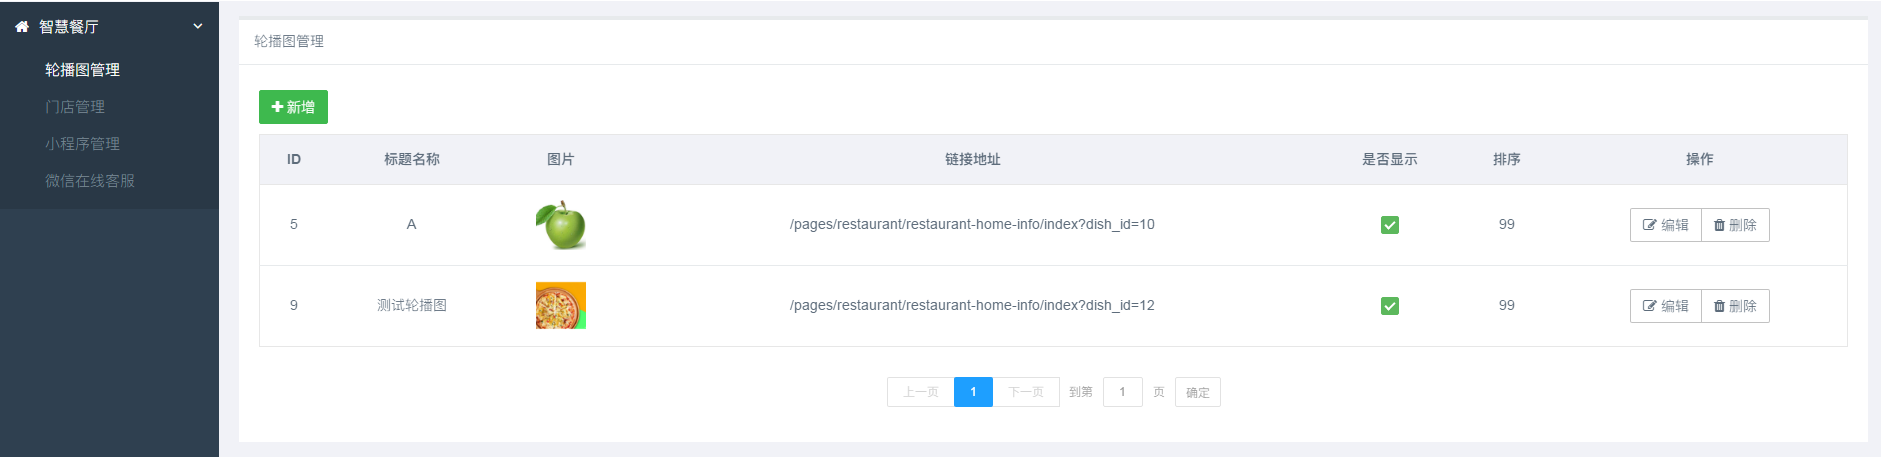 智慧餐厅
轮播图管理
门店管理
小程序管理
微信在线客服
轮播图管理
新增
ID 标题名称 图片 链接地址 是否显示 排序 操作
5 A /pages/restaurant/restaurant-home-info/index?dish_id=10 99 编辑 删除
9 测试轮播图 /pages/restaurant/restaurant-home-info/index?dish_id=12 99 编辑 删除
上一页 1 下一页 到第 1 页 确定